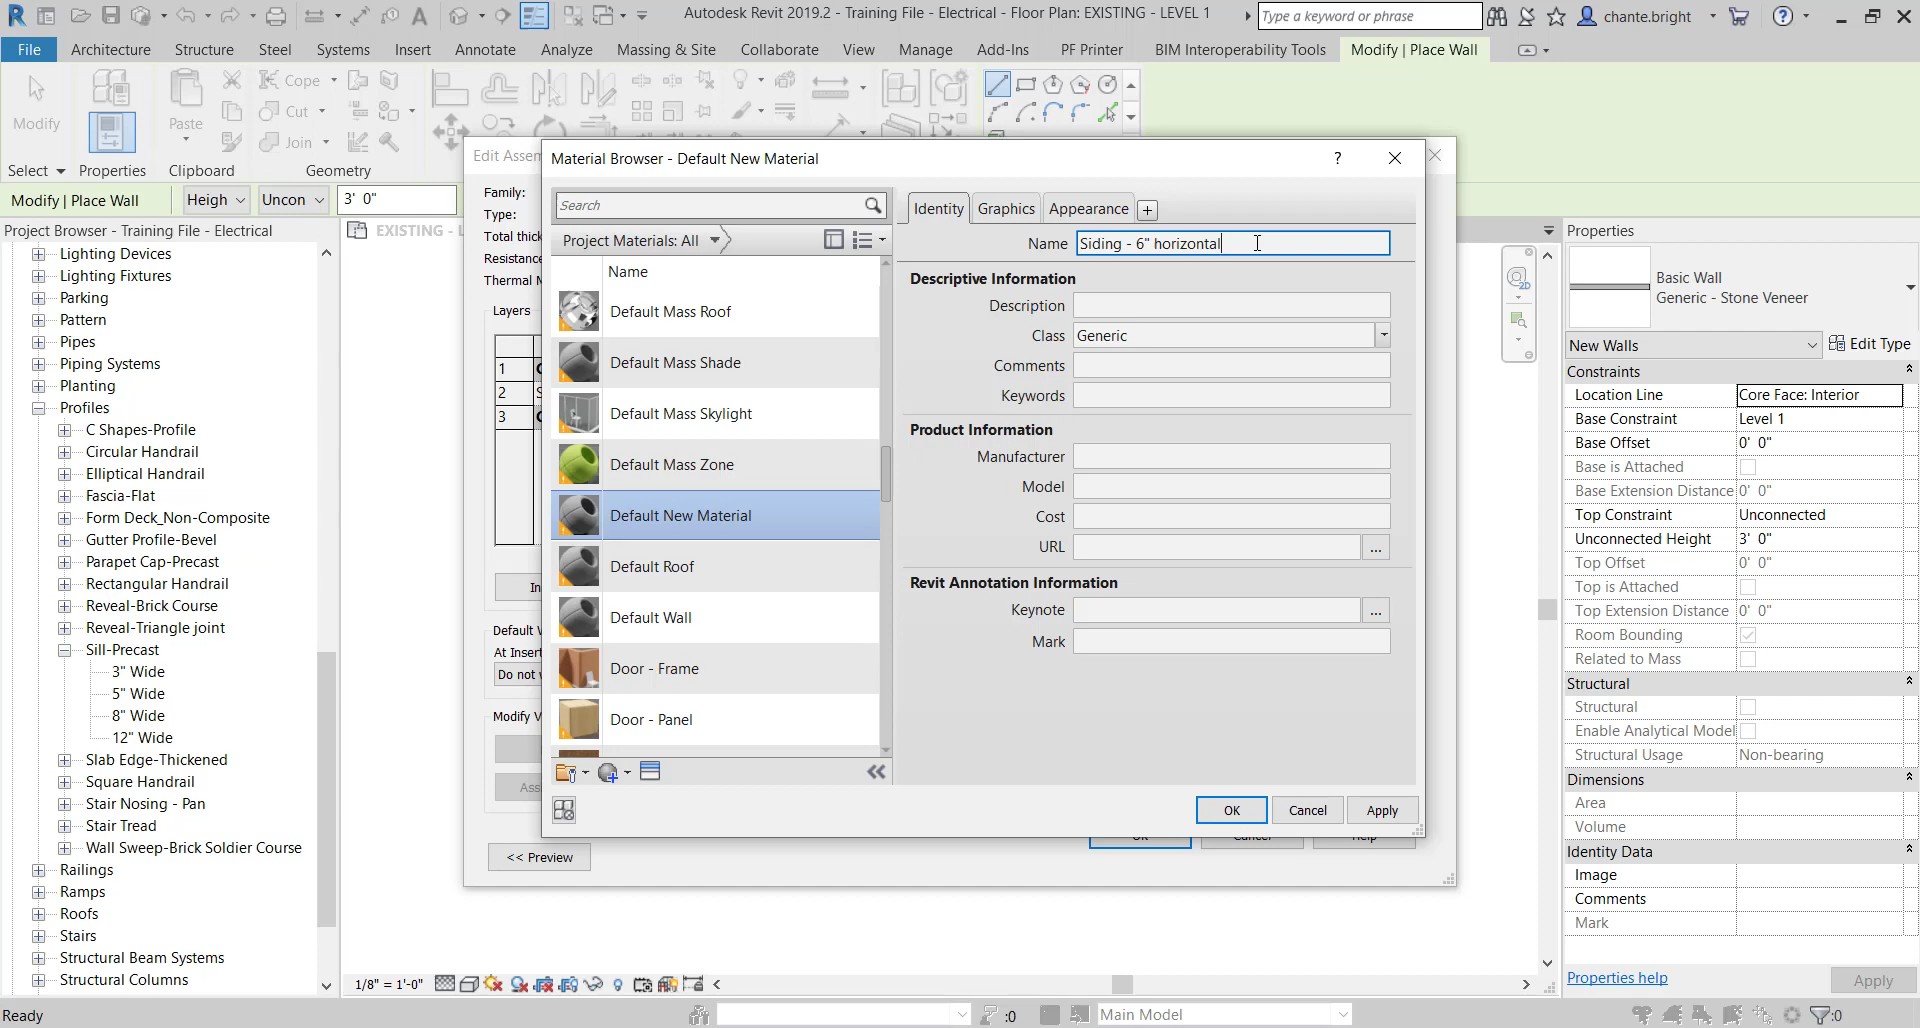 Autodesk Revit 2019.2 - Training File - Electrical - Floor Plan: EXISTING - LEVEL 1
Type a keyword or phrase
chante.bright
File Architecture Structure Steel Systems Insert Annotate Analyze Massing & Site Collaborate View Manage Add-Ins PF Printer BIM Interoperability Tools Modify | Place Wall
Modify
Paste
Cope
Cut
Join
Select Properties Clipboard Geometry
Modify | Place Wall Heigh Uncon 3' 0"
Project Browser - Training File - Electrical
Lighting Devices
Lighting Fixtures
Parking
Pattern
Pipes
Piping Systems
Planting
Profiles
C Shapes-Profile
Circular Handrail
Elliptical Handrail
Fascia-Flat
Form Deck_Non-Composite
Gutter Profile-Bevel
Parapet Cap-Precast
Rectangular Handrail
Reveal-Brick Course
Reveal-Triangle joint
Sill-Precast
3" Wide
5" Wide
8" Wide
12" Wide
Slab Edge-Thickened
Square Handrail
Stair Nosing - Pan
Stair Tread
Wall Sweep-Brick Soldier Course
Railings
Ramps
Roofs
Stairs
Structural Beam Systems
Structural Columns
EXISTING - L
Edit Assem
Family:
Type:
Total thick
Resistance
Thermal M
Layers
1
2
3
In
Default W
At Insert
Do not w
Modify V
Ass
<< Preview
OK Cancel Help
Material Browser - Default New Material
?
Search
Project Materials: All
Name
Default Mass Roof
Default Mass Shade
Default Mass Skylight
Default Mass Zone
Default New Material
Default Roof
Default Wall
Door - Frame
Door - Panel
Identity Graphics Appearance
Name Siding - 6" horizontal
Descriptive Information
Description
Class Generic
Comments
Keywords
Product Information
Manufacturer
Model
Cost
URL ...
Revit Annotation Information
Keynote ...
Mark
OK Cancel Apply
2D
Properties
Basic Wall
Generic - Stone Veneer
New Walls Edit Type
Constraints
Location Line Core Face: Interior
Base Constraint Level 1
Base Offset 0' 0"
Base is Attached
Base Extension Distance 0' 0"
Top Constraint Unconnected
Unconnected Height 3' 0"
Top Offset 0' 0"
Top is Attached
Top Extension Distance 0' 0"
Room Bounding
Related to Mass
Structural
Structural
Enable Analytical Model
Structural Usage Non-bearing
Dimensions
Area
Volume
Identity Data
Image
Comments
Mark
Properties help Apply
1/8" = 1'-0"
Ready
:0
Main Model
:0